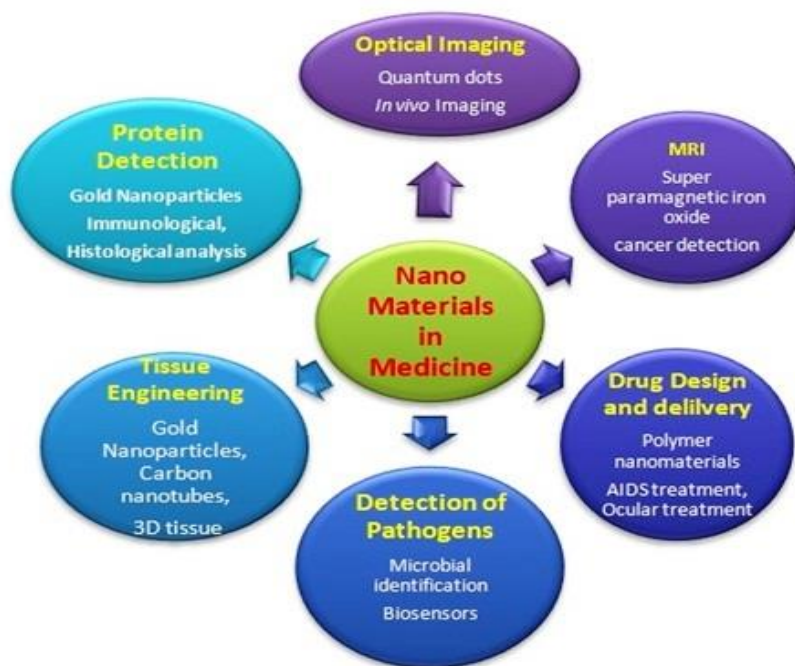 Optical Imaging
Quantum dots
In vivo Imaging
Protein
Detection
Gold Nanoparticles
Immunological,
Histological analysis
MRI
Super
paramagnetic iron
oxide
cancer detection
Nano
Materials
in
Medicine
Tissue
Engineering
Gold
Nanoparticles,
Carbon
nanotubes,
3D tissue
Drug Design
and delilvery
Polymer
nanomaterials
AIDS treatment,
Ocular treatment
Detection of
Pathogens
Microbial
identification
Biosensors